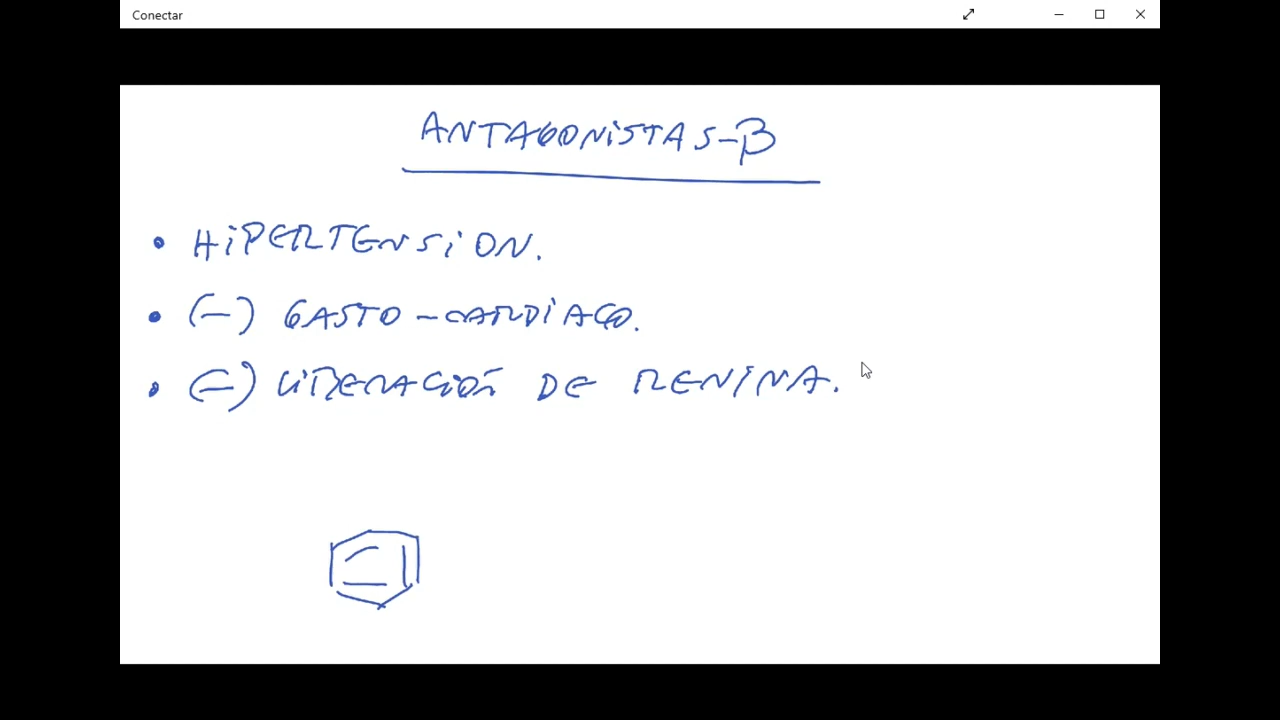 Conectar
ANTAGONISTAS-β
• HiPERTENSiON.
• (-) GASTO-CARDiACO.
• (-) LiBERACiÓN DE RENiNA.